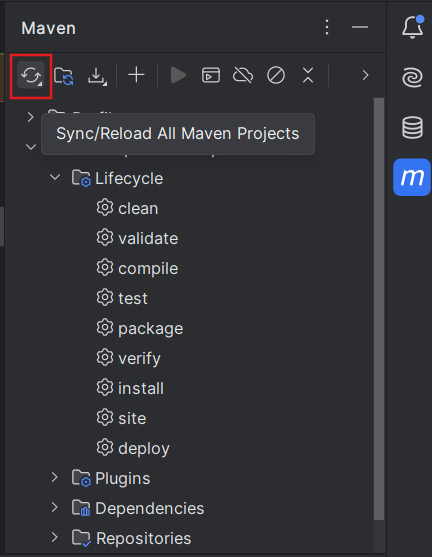 Maven
Sync/Reload All Maven Projects
Lifecycle
clean
validate
compile
test
package
verify
install
site
deploy
Plugins
Dependencies
Repositories
m